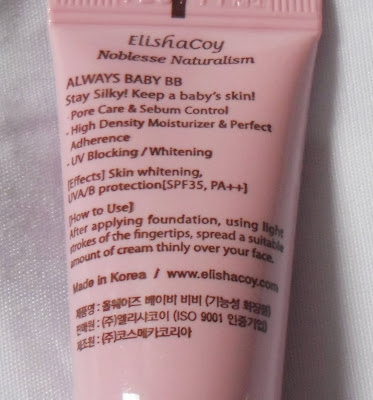 ElishaCoy
Noblesse Naturalism
ALWAYS BABY BB
Stay Silky! Keep a baby's skin!
· Pore Care & Sebum Control
· High Density Moisturizer & Perfect
Adherence
· UV Blocking / Whitening
[Effects] Skin whitening,
UVA/B protection[SPF35, PA++]
[How to Use]
After applying foundation, using light
strokes of the fingertips, spread a suitable
amount of cream thinly over your face.
Made in Korea / www.elishacoy.com
제품명 : 올웨이즈 베이비 비비 (기능성 화장품)
판매원 : (주)엘리샤코이 (ISO 9001 인증기업)
제조원 : (주)코스메카코리아